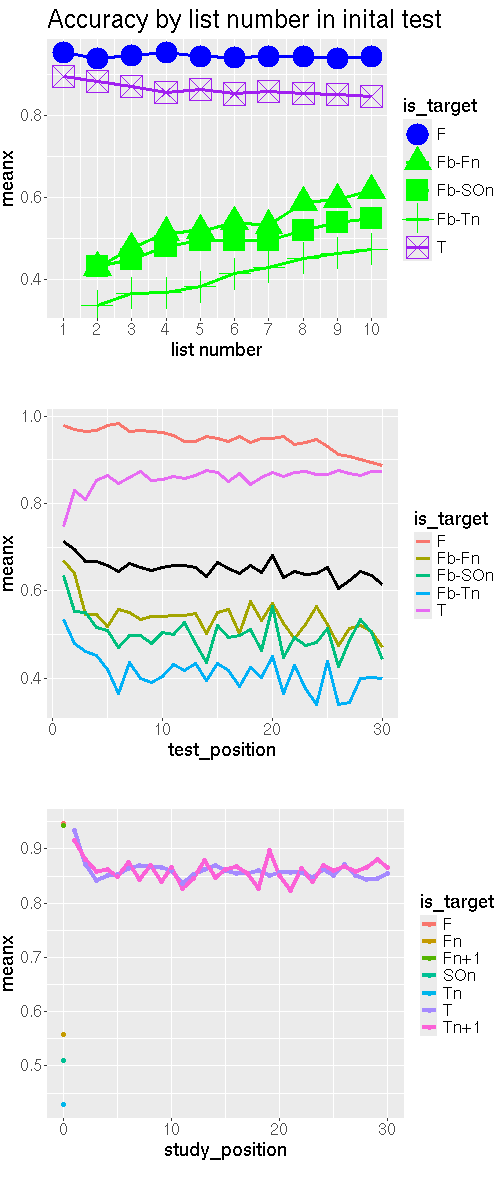 Accuracy by list number in inital test
meanx
0.8
0.6
0.4
1 2 3 4 5 6 7 8 9 10
list number
is_target
F
Fb-Fn
Fb-SOn
Fb-Tn
T
meanx
1.0
0.8
0.6
0.4
0 10 20 30
test_position
is_target
F
Fb-Fn
Fb-SOn
Fb-Tn
T
meanx
0.9
0.8
0.7
0.6
0.5
0 10 20 30
study_position
is_target
F
Fn
Fn+1
SOn
Tn
T
Tn+1